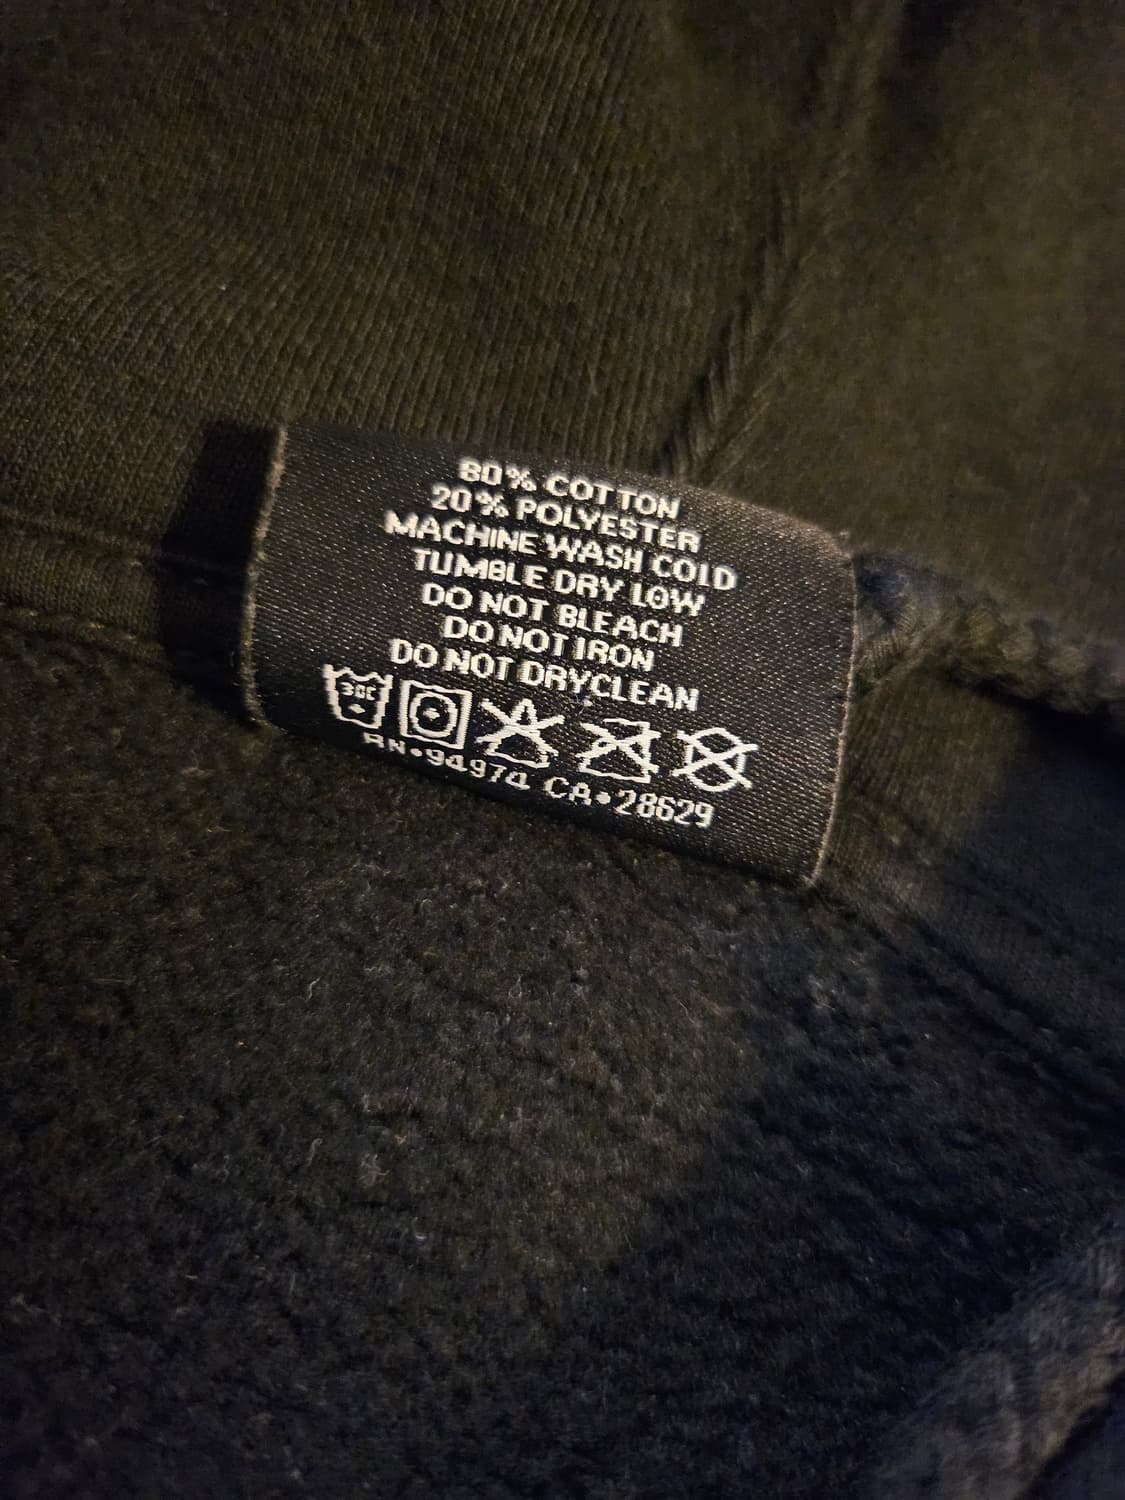 80% COTTON
20% POLYESTER
MACHINE WASH COLD
TUMBLE DRY LOW
DO NOT BLEACH
DO NOT IRON
DO NOT DRYCLEAN
30C
RN•94974 CA•28629